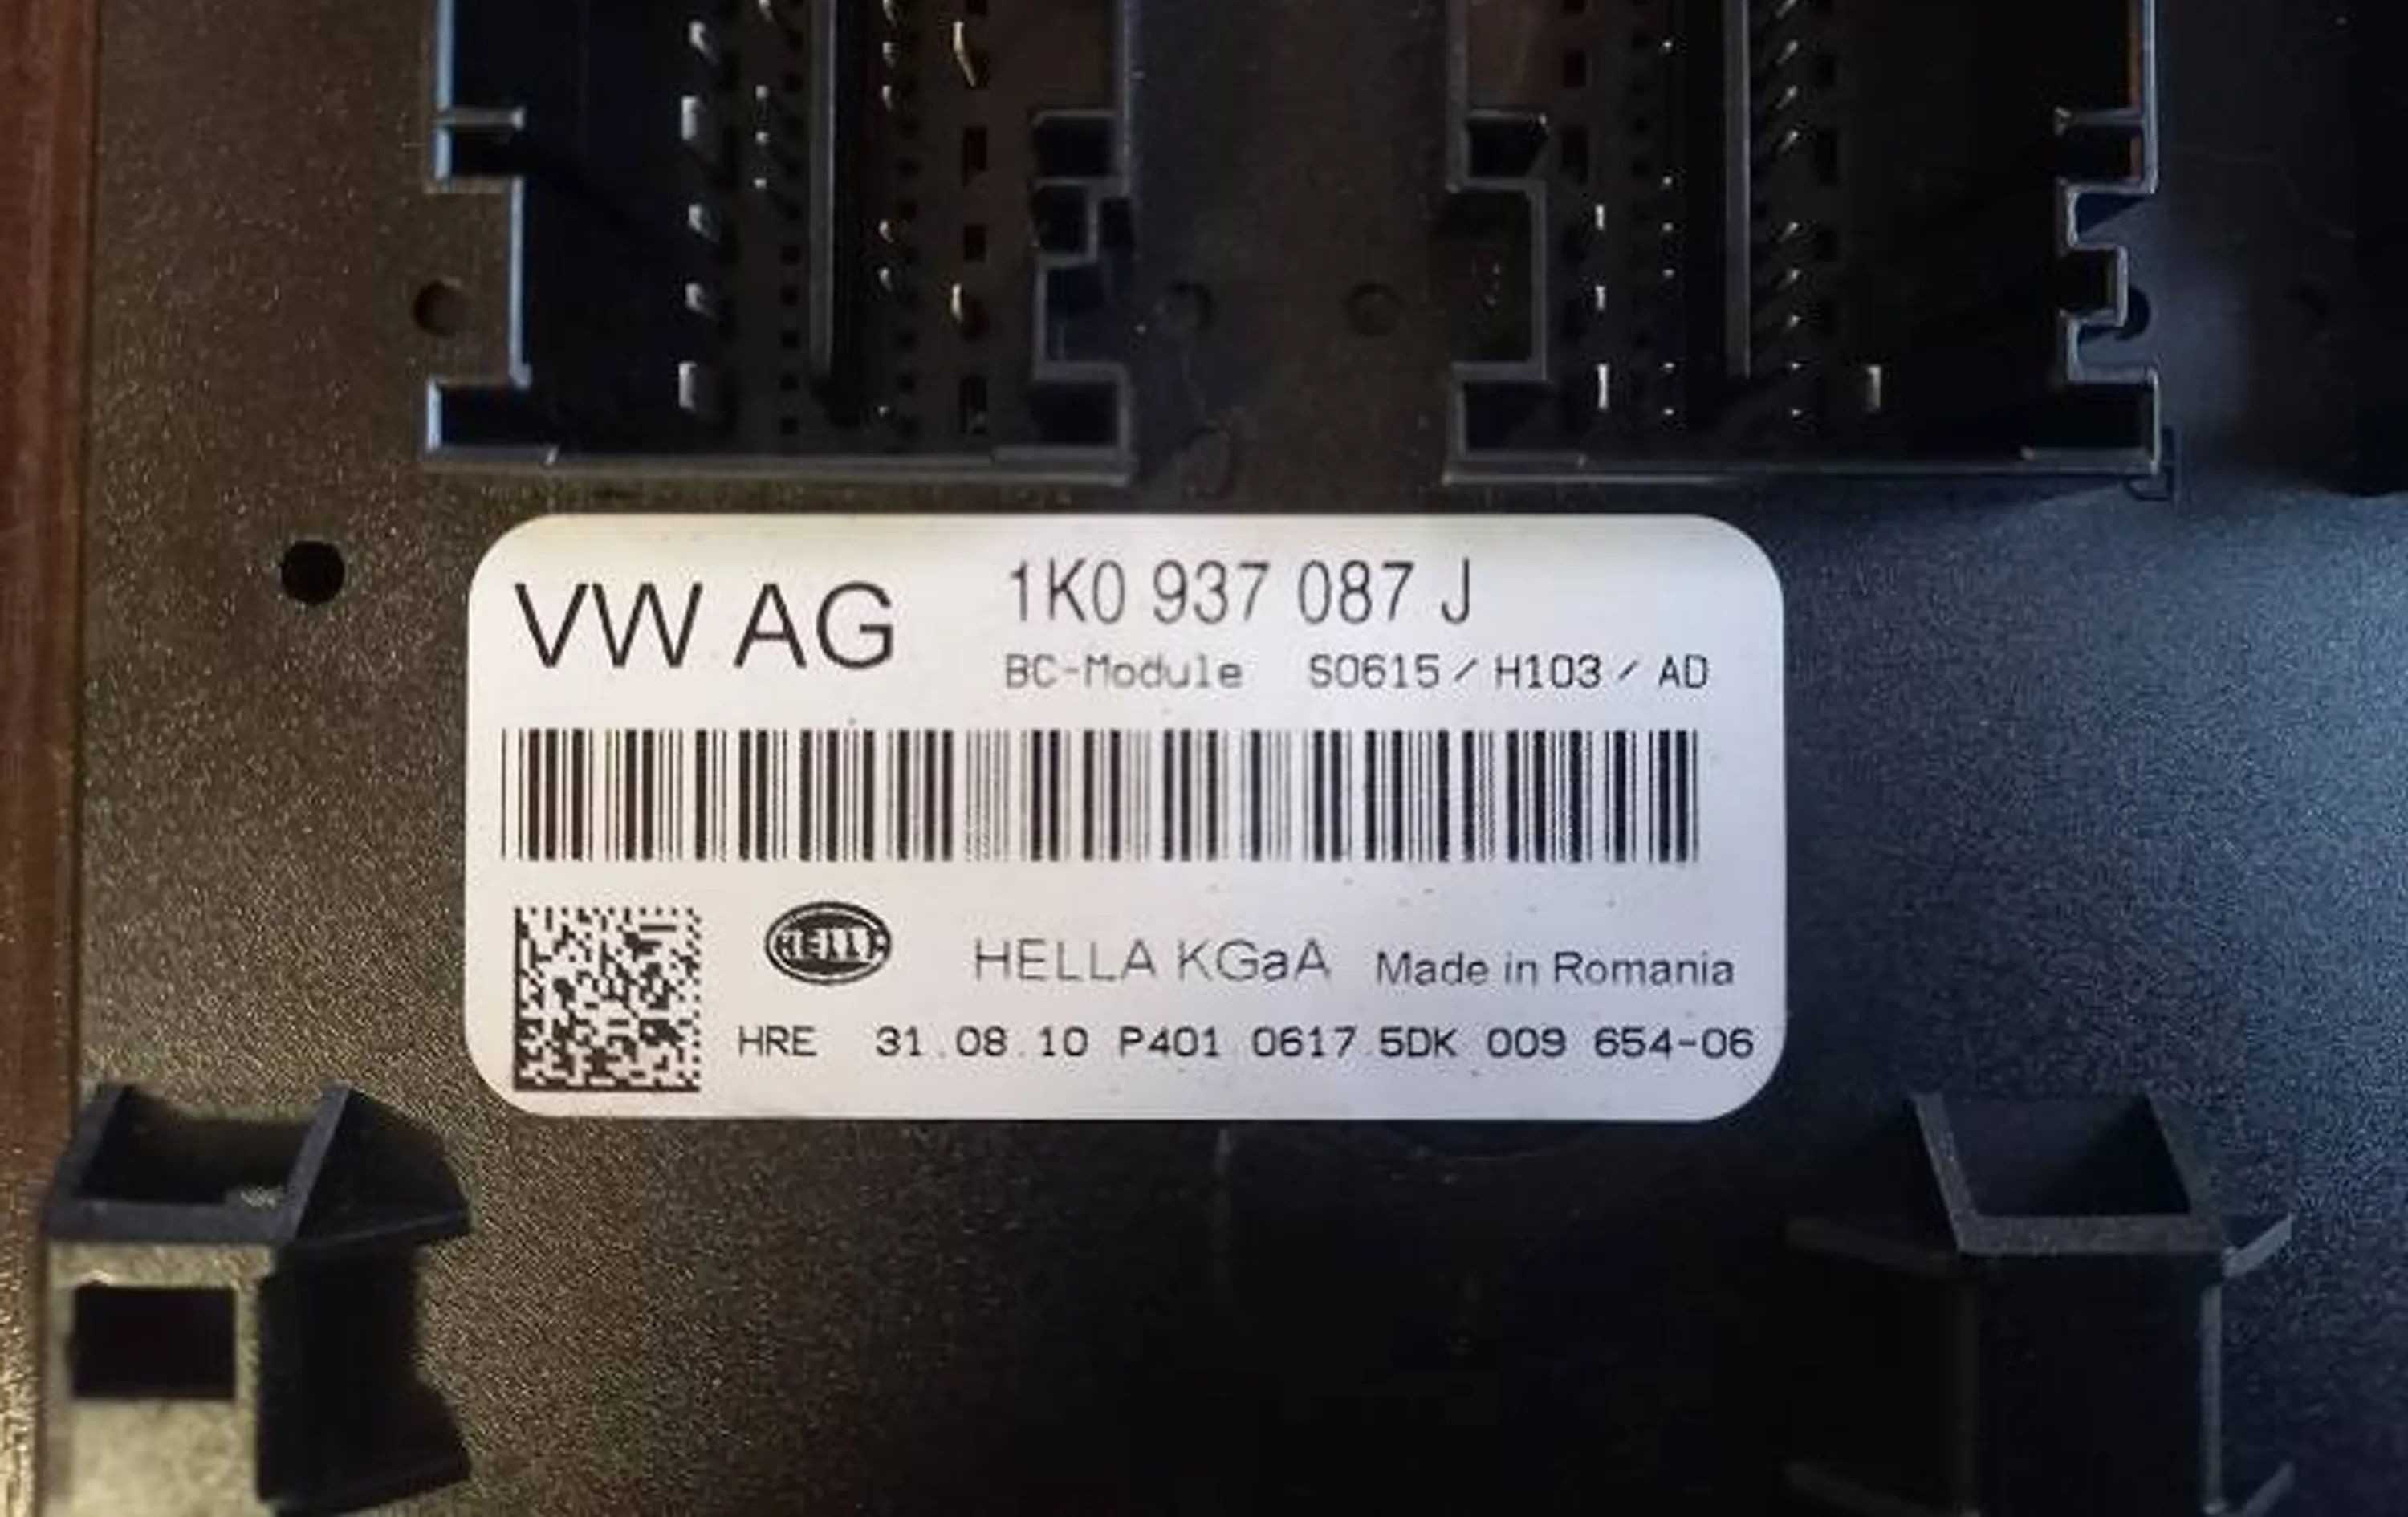 VW AG 1K0 937 087 J
BC-Module S0615 / H103 / AD
HELLA
HELLA KGaA Made in Romania
HRE 31.08.10 P401 0617 5DK 009 654-06